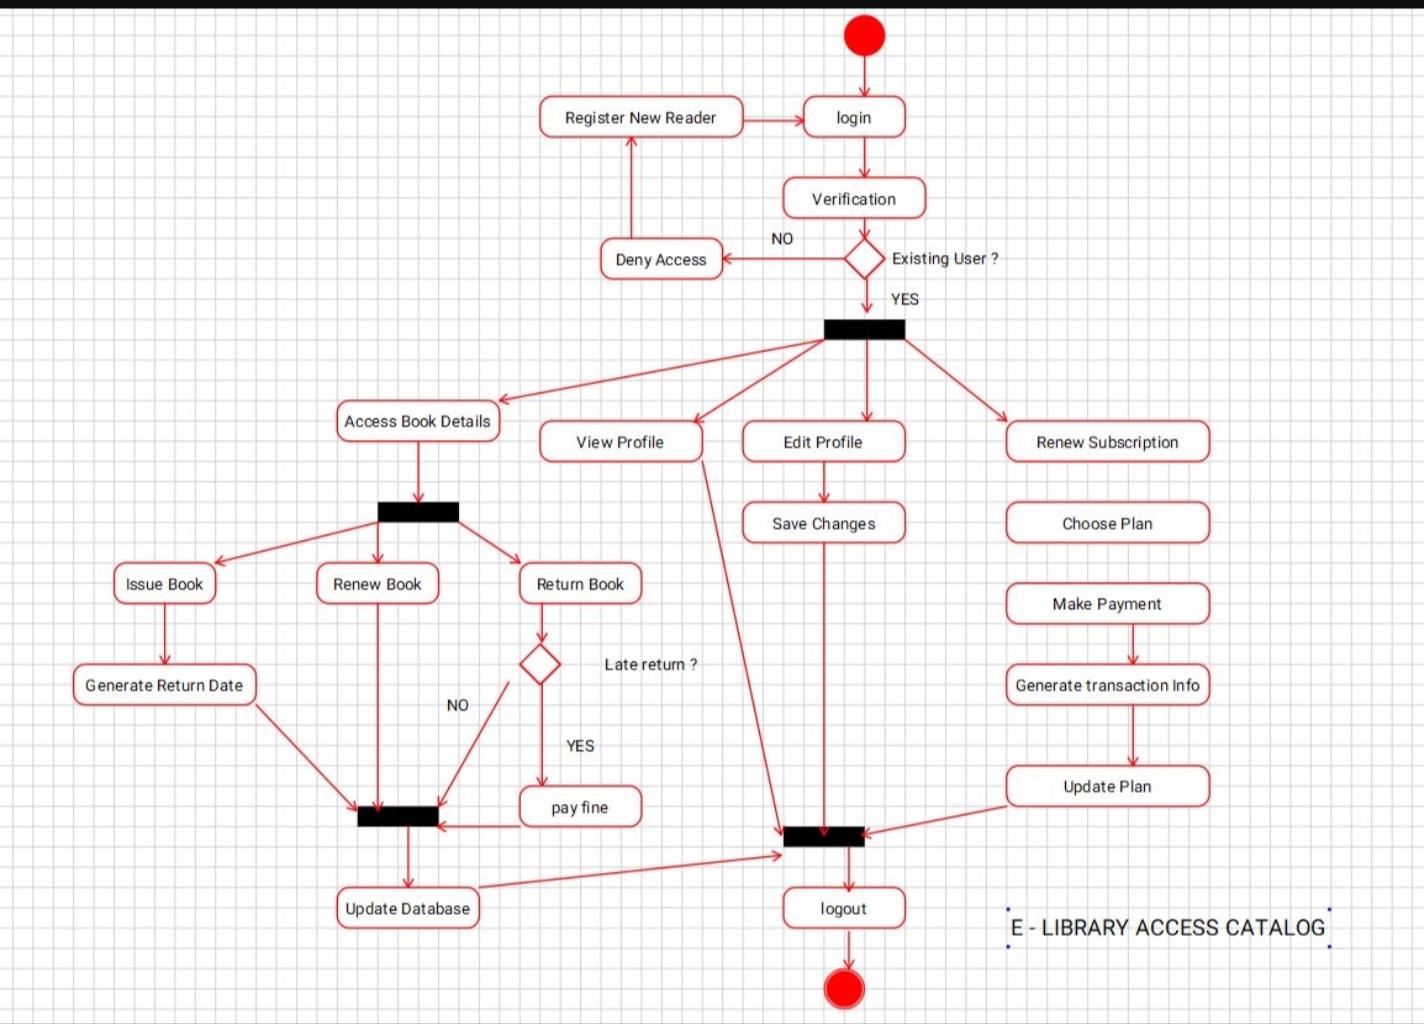 Register New Reader
login
Verification
NO
Deny Access
Existing User ?
YES
Access Book Details
View Profile
Edit Profile
Renew Subscription
Save Changes
Choose Plan
Issue Book
Renew Book
Return Book
Make Payment
Late return ?
Generate Return Date
Generate transaction Info
NO
YES
Update Plan
pay fine
Update Database
logout
E - LIBRARY ACCESS CATALOG